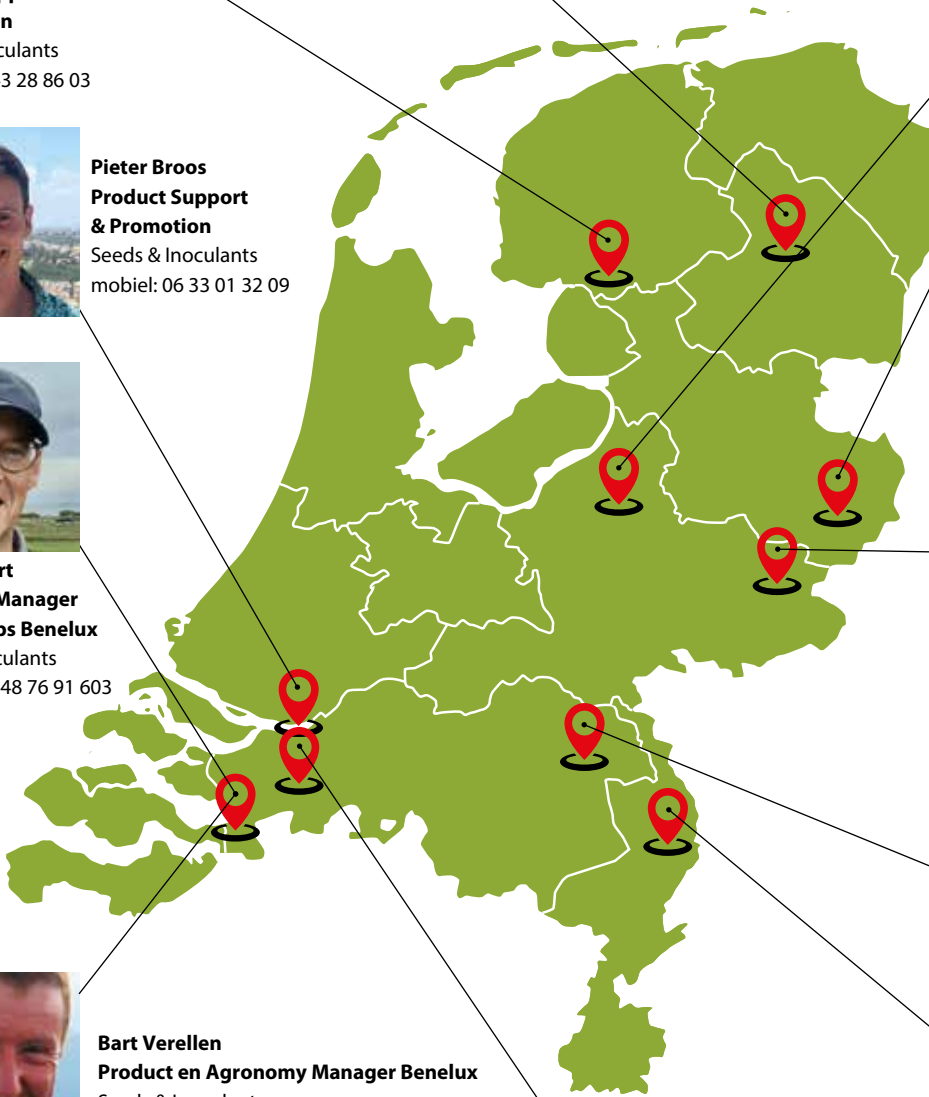 n
culants
3 28 86 03
Pieter Broos
Product Support
& Promotion
Seeds & Inoculants
mobiel: 06 33 01 32 09
rt
Manager
ps Benelux
culants
48 76 91 603
Bart Verellen
Product en Agronomy Manager Benelux